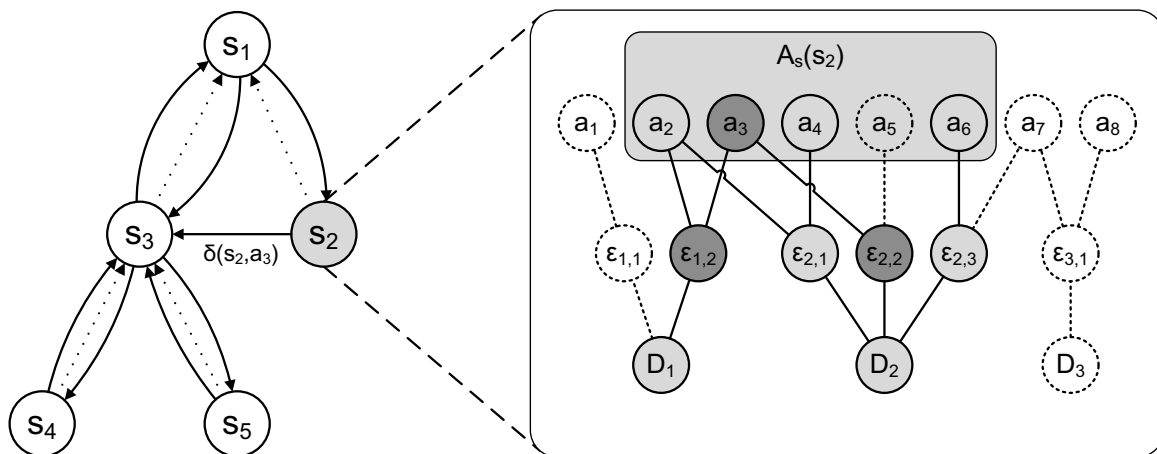 s₁
A_s(s₂)
a₁ a₂ a₃ a₄ a₅ a₆ a₇ a₈
s₃ s₂
δ(s₂,a₃)
ε₁,₁ ε₁,₂ ε₂,₁ ε₂,₂ ε₂,₃ ε₃,₁
D₁ D₂ D₃
s₄ s₅